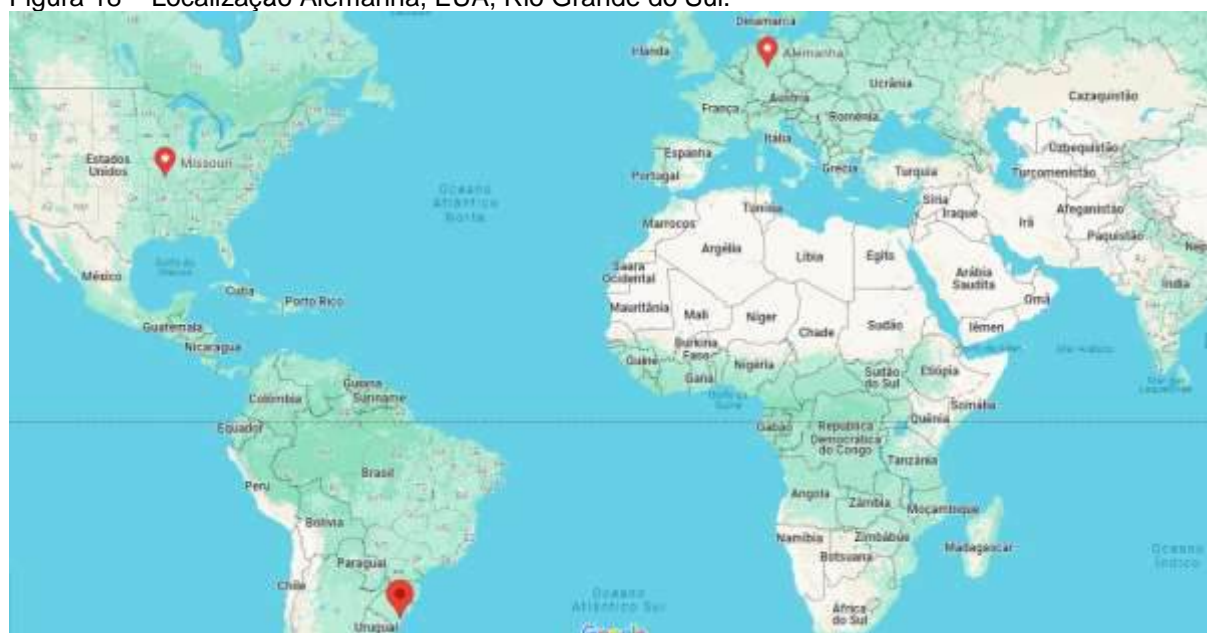 Figura 18 – Localização Alemanha, EUA, Rio Grande do Sul.
Dinamarca
Irlanda
Alemanha
Ucrânia
Cazaquistão
França
Áustria
Romênia
Itália
Estados
Unidos
Missouri
Espanha
Portugal
Grécia
Turquia
Uzbequistão
Turcomenistão
Oceano
Atlântico
Norte
Tunísia
Síria
Iraque
Irã
Afeganistão
Paquistão
Marrocos
Argélia
Líbia
Egito
Saara
Ocidental
Arábia
Saudita
Índia
México
Cuba
Porto Rico
Mauritânia
Mali
Níger
Chade
Sudão
Omã
Iêmen
Guatemala
Nicarágua
Burkina
Faso
Guiné
Gana
Nigéria
Sudão
do Sul
Etiópia
Guiana
Suriname
Colômbia
Somália
Equador
Gabão
República
Democrática
do Congo
Quênia
Tanzânia
Brasil
Peru
Angola
Zâmbia
Moçambique
Bolívia
Namíbia
Zimbábue
Botsuana
Madagascar
Oceano
Índico
Paraguai
Chile
Oceano
Atlântico Sul
África
do Sul
Uruguai
Google